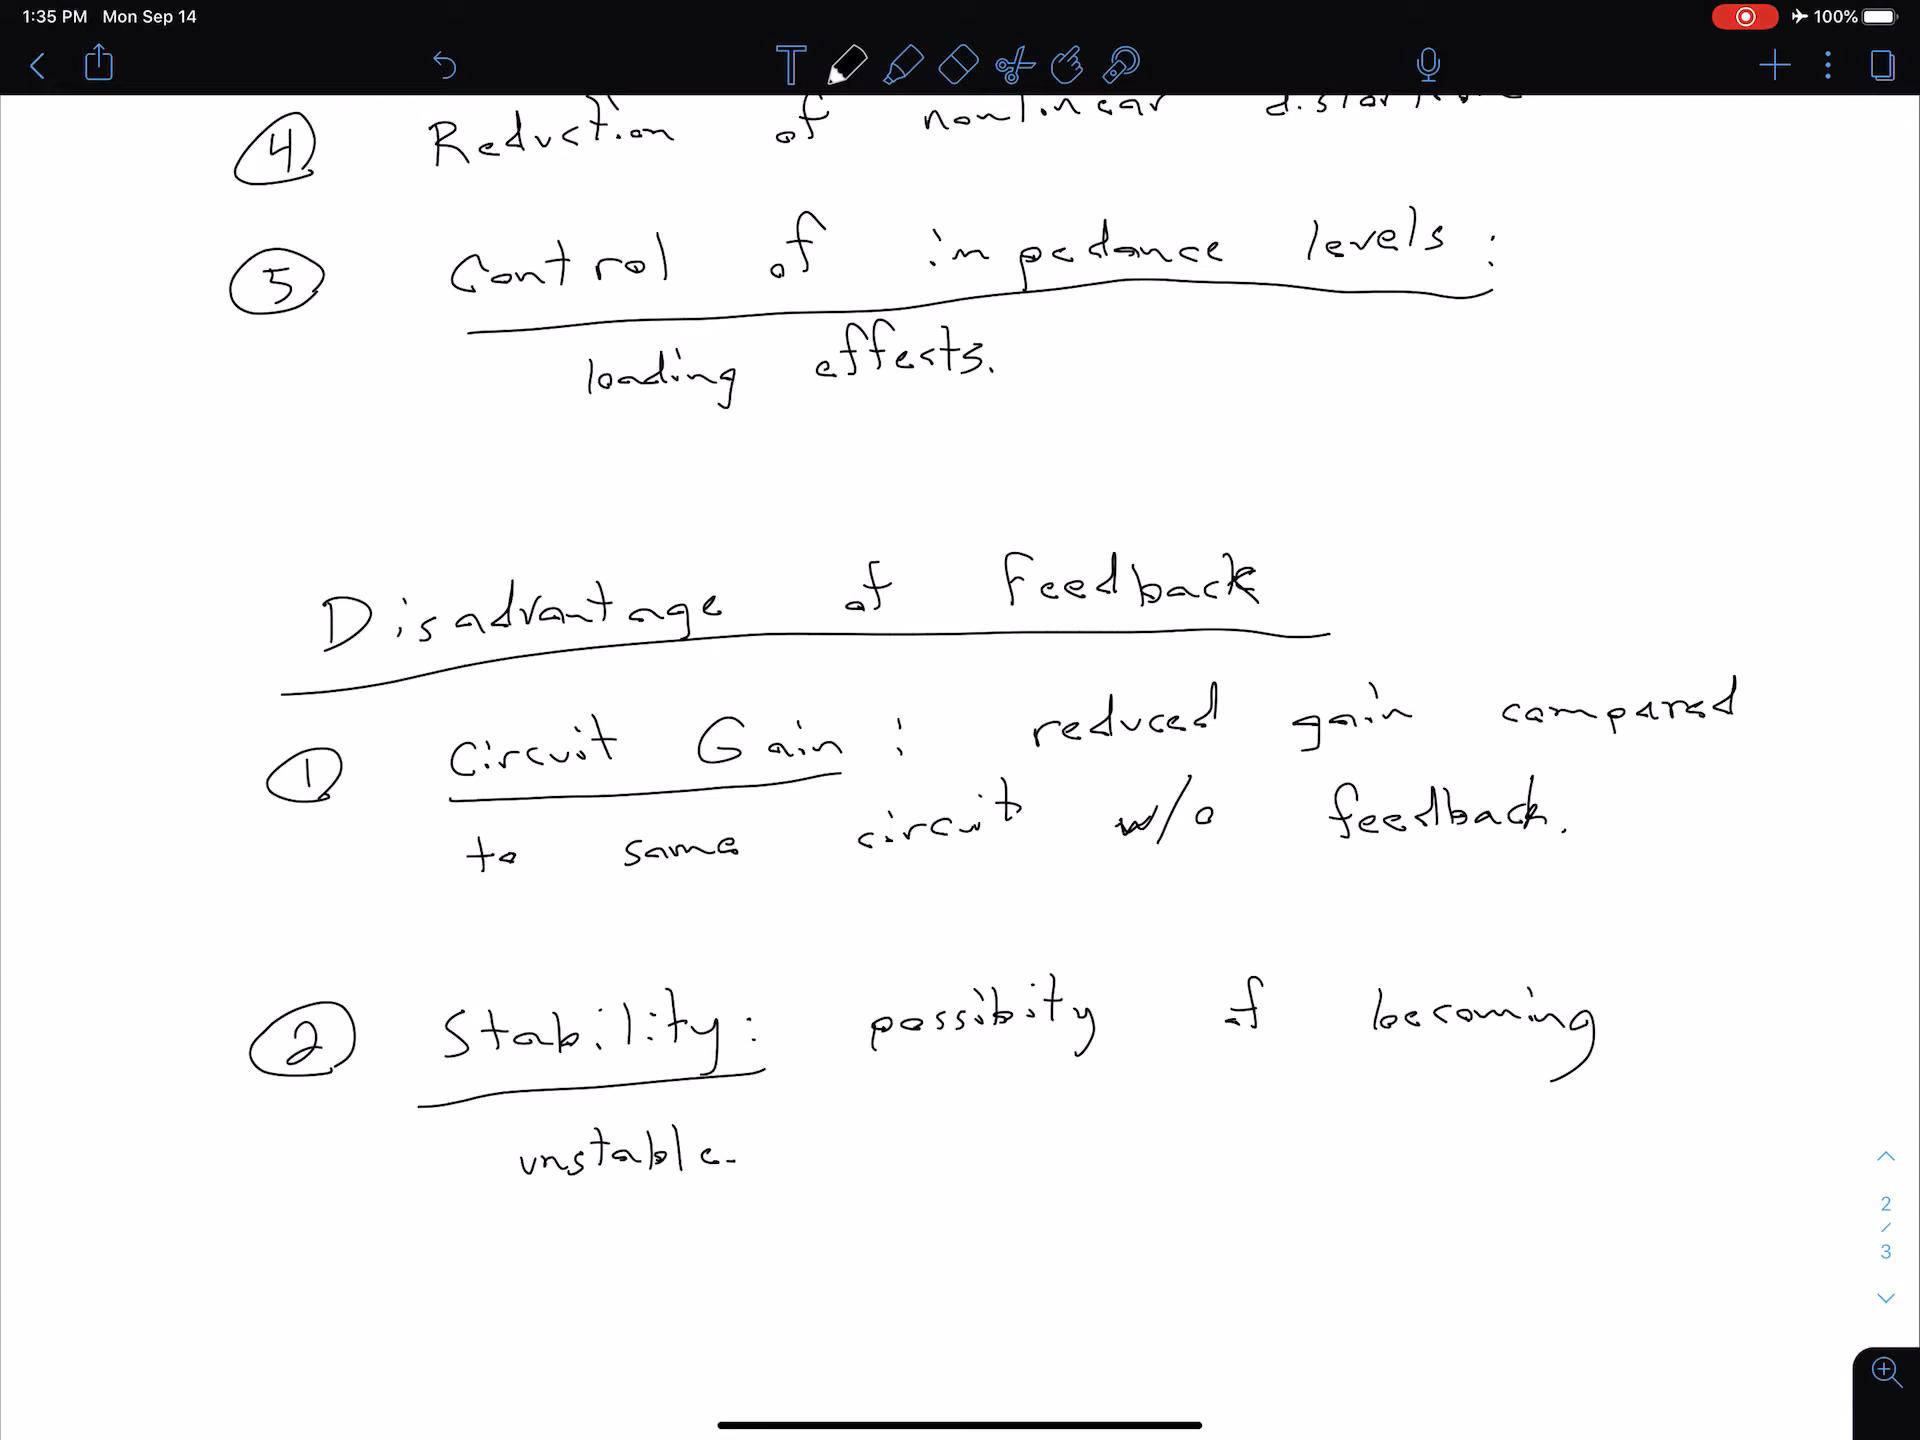 1:35 PM Mon Sep 14
100%
T
4 Reduction of nonlinear
5 Control of impedance levels :
loading effects.
Disadvantage of Feedback
1 Circuit Gain : reduced gain compared
to same circuit w/o feedback.
2 Stability : possibity of becoming
unstable.
2
/
3